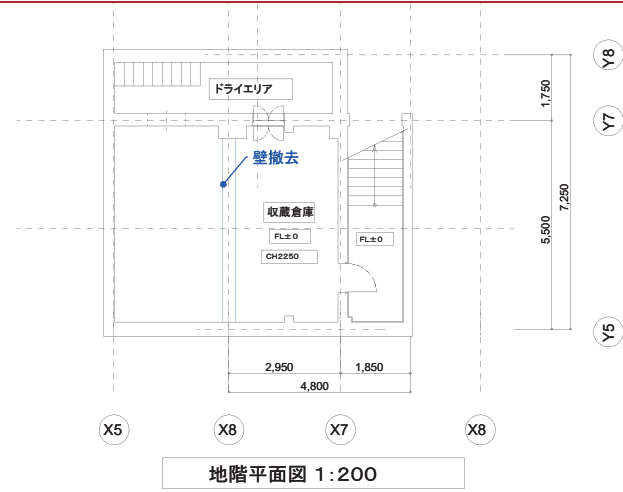 Y8
ドライエリア
1,750
Y7
壁撤去
7,250
収蔵倉庫
FL±0
FL±0
5,500
CH2250
Y5
2,950
1,850
4,800
X5
X8
X7
X8
地階平面図 1:200